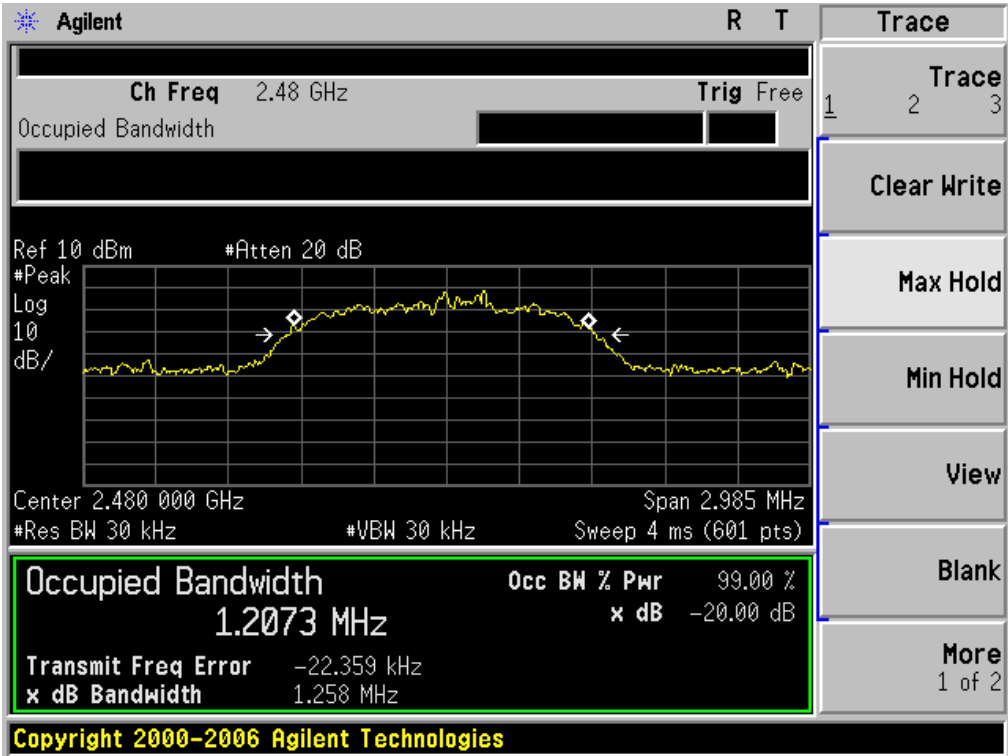 Agilent R T
Trace
Ch Freq 2.48 GHz Trig Free
Occupied Bandwidth
Trace
1 2 3
Clear Write
Max Hold
Min Hold
View
Blank
More
1 of 2
Ref 10 dBm #Atten 20 dB
#Peak
Log
10
dB/
Center 2.480 000 GHz Span 2.985 MHz
#Res BW 30 kHz #VBW 30 kHz Sweep 4 ms (601 pts)
Occupied Bandwidth
1.2073 MHz
Occ BW % Pwr 99.00 %
x dB -20.00 dB
Transmit Freq Error -22.359 kHz
x dB Bandwidth 1.258 MHz
Copyright 2000-2006 Agilent Technologies